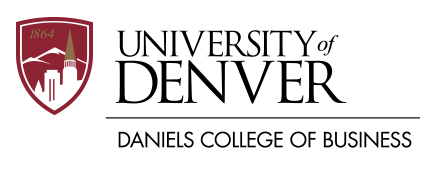 1864
UNIVERSITY of
DENVER
DANIELS COLLEGE OF BUSINESS